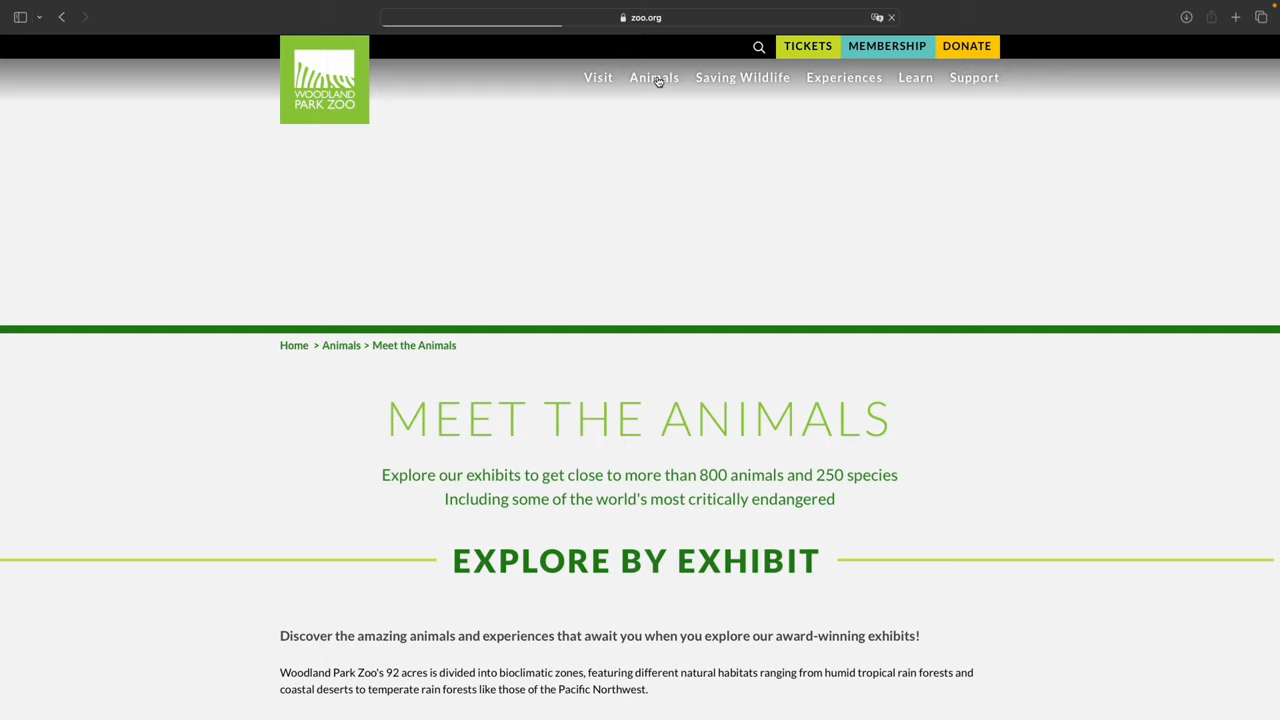 zoo.org
TICKETS MEMBERSHIP DONATE
WOODLAND
PARK ZOO
Visit Animals Saving Wildlife Experiences Learn Support
Home > Animals > Meet the Animals
MEET THE ANIMALS
Explore our exhibits to get close to more than 800 animals and 250 species
Including some of the world's most critically endangered
EXPLORE BY EXHIBIT
Discover the amazing animals and experiences that await you when you explore our award-winning exhibits!
Woodland Park Zoo's 92 acres is divided into bioclimatic zones, featuring different natural habitats ranging from humid tropical rain forests and
coastal deserts to temperate rain forests like those of the Pacific Northwest.